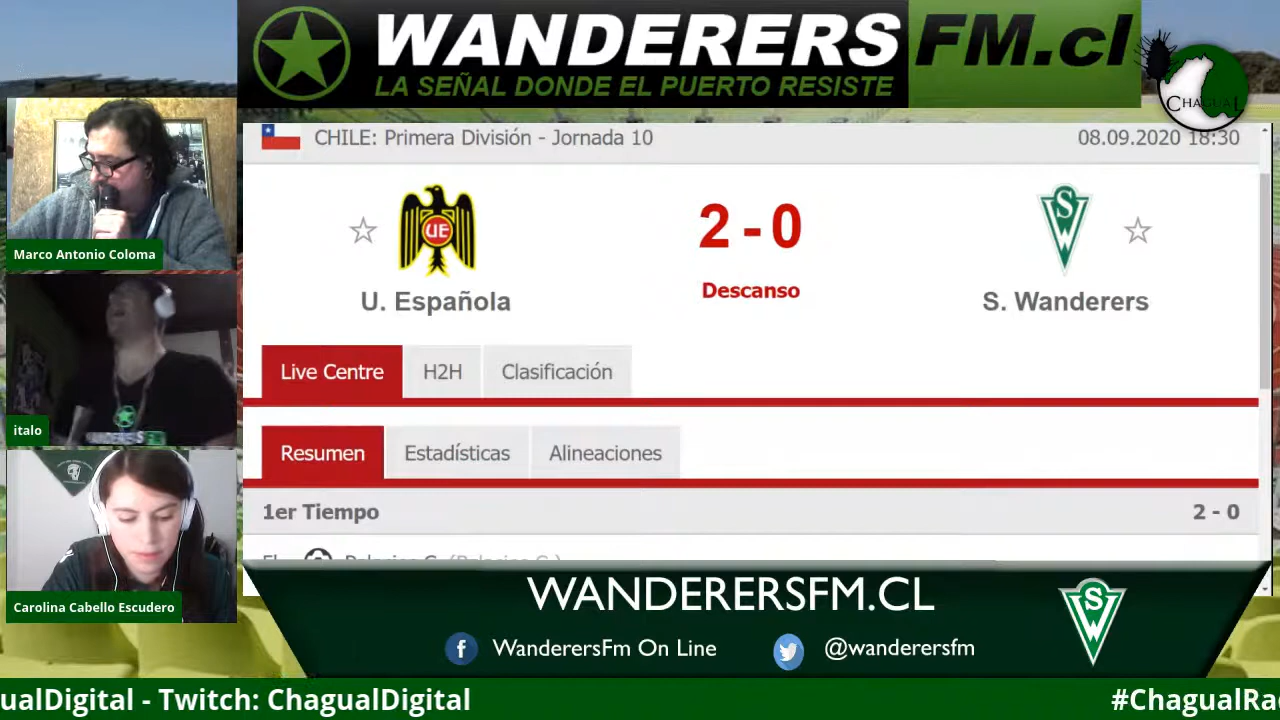 WANDERERS FM.cl
LA SEÑAL DONDE EL PUERTO RESISTE
CHAGUAL
CHILE: Primera División - Jornada 10
08.09.2020 18:30
UE
2 - 0
S
W
Descanso
U. Española
S. Wanderers
Live Centre
H2H
Clasificación
Resumen
Estadísticas
Alineaciones
1er Tiempo
2 - 0
Marco Antonio Coloma
italo
Carolina Cabello Escudero
WANDERERSFM.CL
WanderersFm On Line
@wanderersfm
S
W
ualDigital - Twitch: ChagualDigital
#ChagualRa